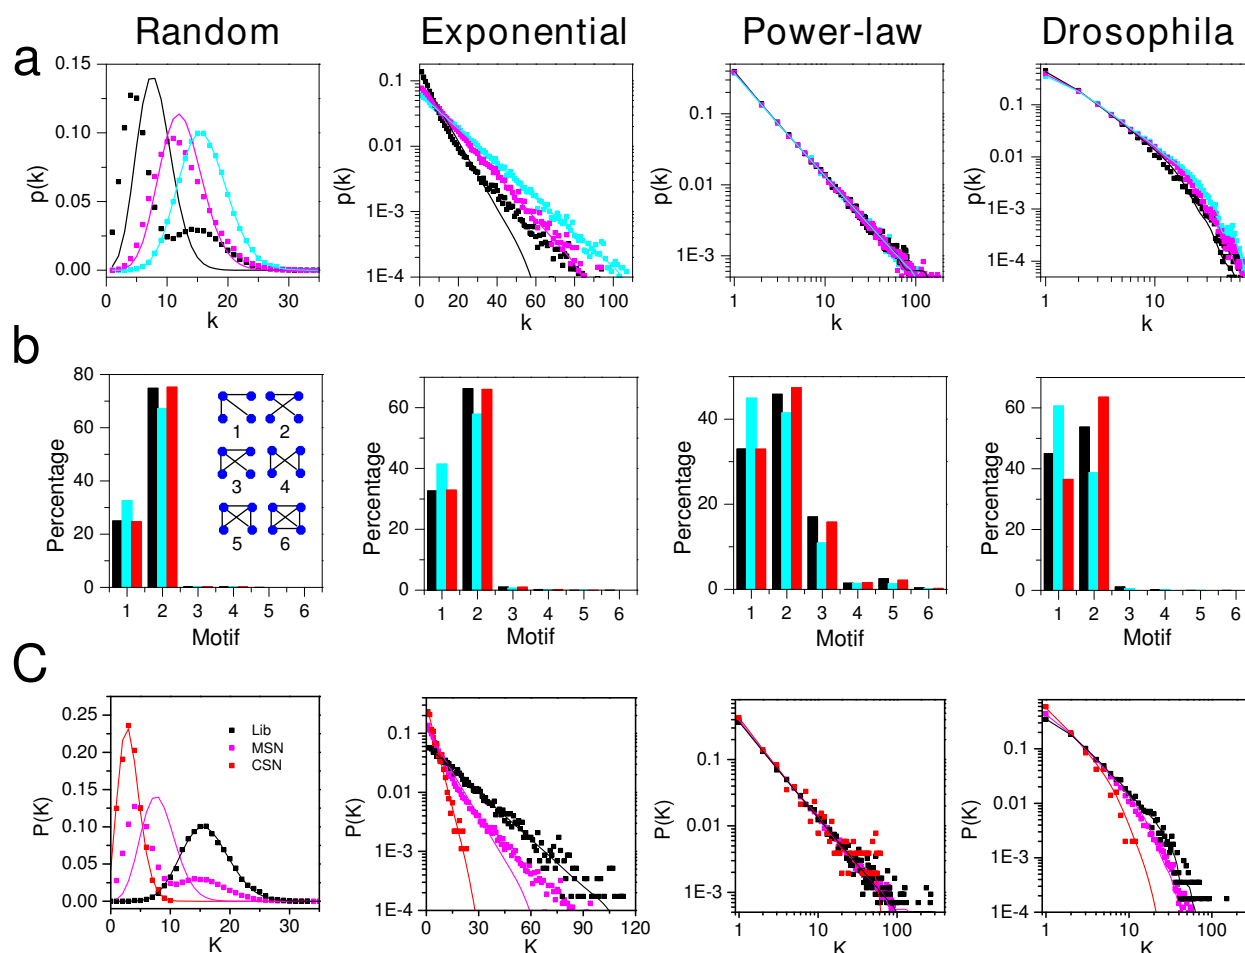 Random Exponential Power-law Drosophila
a
0.15
0.10
0.05
0.00
p(k)
0 10 20 30
k
0.1
0.01
1E-3
1E-4
p(k)
0 20 40 60 80 100
k
0.1
0.01
1E-3
p(k)
1 10 100
k
0.1
0.01
1E-3
1E-4
p(k)
1 10
k
b
80
60
40
20
0
Percentage
1 2
3 4
5 6
1 2 3 4 5 6
Motif
60
40
20
0
Percentage
1 2 3 4 5 6
Motif
40
20
0
Percentage
1 2 3 4 5 6
Motif
60
40
20
0
Percentage
1 2 3 4 5 6
Motif
C
0.25
0.20
0.15
0.10
0.05
0.00
P(K)
Lib
MSN
CSN
0 10 20 30
K
0.1
0.01
1E-3
1E-4
P(K)
0 30 60 90 120
K
0.1
0.01
1E-3
P(K)
1 10 100
K
0.1
0.01
1E-3
1E-4
P(K)
1 10 100
K